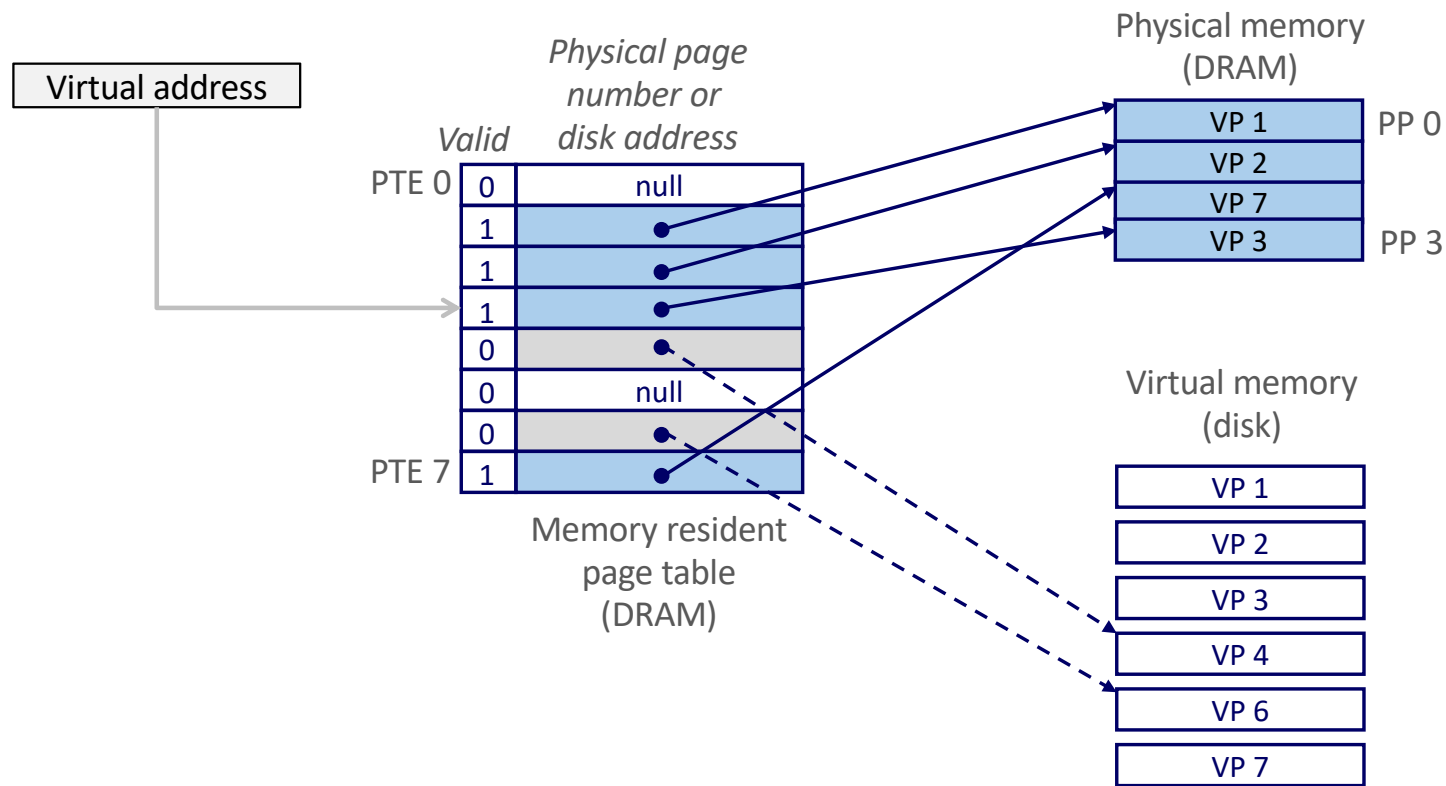 Virtual address
Physical page
number or
disk address
Valid
PTE 0
0
null
1
1
1
0
0
null
0
PTE 7
1
Memory resident
page table
(DRAM)
Physical memory
(DRAM)
VP 1
PP 0
VP 2
VP 7
VP 3
PP 3
Virtual memory
(disk)
VP 1
VP 2
VP 3
VP 4
VP 6
VP 7